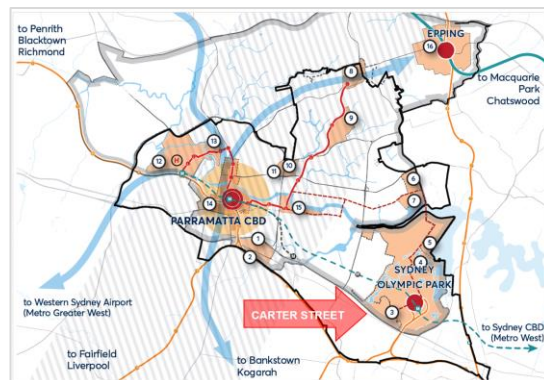 to Penrith
Blacktown
Richmond
EPPING
16
to Macquarie
Park
Chatswood
8
9
13
12
H
10
11
6
7
14
PARRAMATTA CBD
15
1
2
5
4
SYDNEY
OLYMPIC PARK
3
CARTER STREET
to Western Sydney Airport
(Metro Greater West)
to Sydney CBD
(Metro West)
to Fairfield
Liverpool
to Bankstown
Kogarah